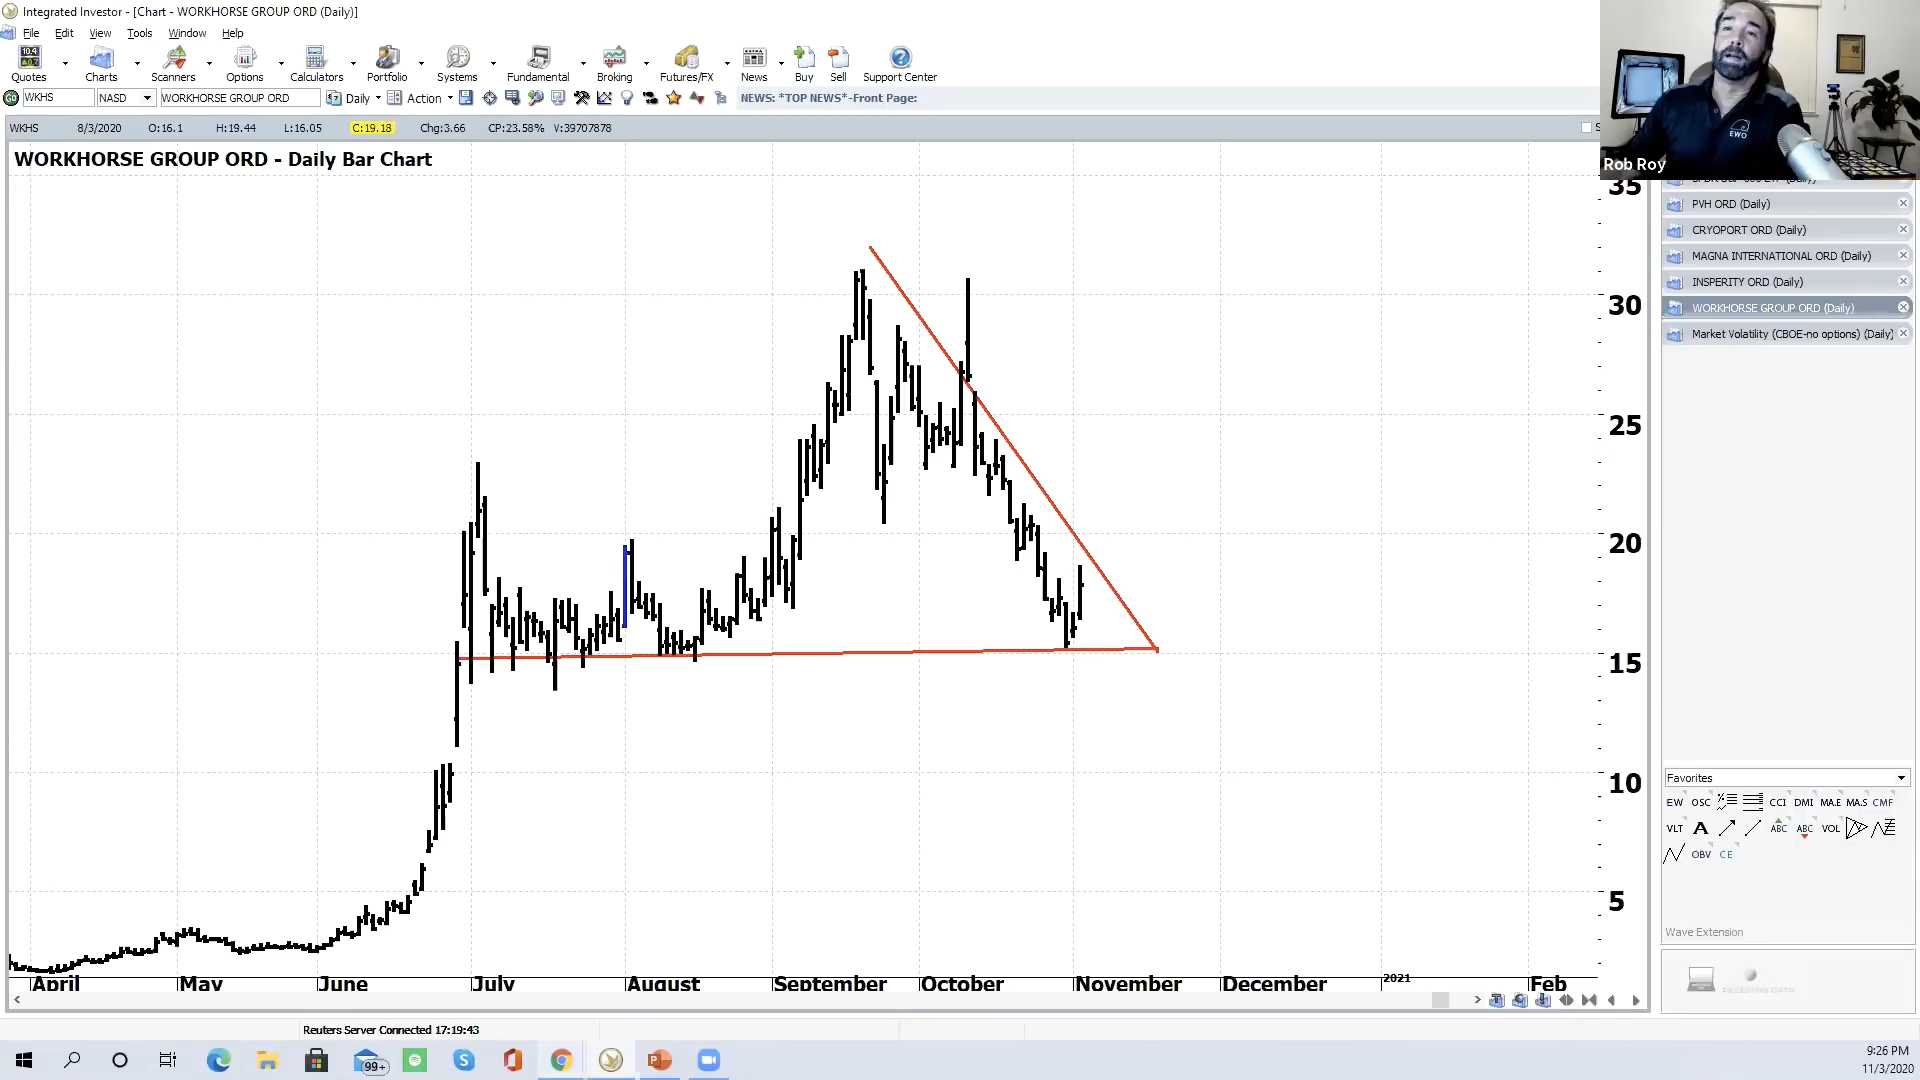 Integrated Investor - [Chart - WORKHORSE GROUP ORD (Daily)]
File Edit View Tools Window Help
10.4
EXTRA
Quotes Charts Scanners Options Calculators Portfolio Systems Fundamental Broking Futures/FX News Buy Sell Support Center
GO WKHS NASD WORKHORSE GROUP ORD Daily Action NEWS: *TOP NEWS*-Front Page:
WKHS 8/3/2020 O:16.1 H:19.44 L:16.05 C:19.18 Chg:3.66 CP:23.58% V:39707878 S
WORKHORSE GROUP ORD - Daily Bar Chart
EWO
Rob Roy
35
30
25
20
15
10
5
April May June July August September October November December 2021 Feb
PVH ORD (Daily)
CRYOPORT ORD (Daily)
MAGNA INTERNATIONAL ORD (Daily)
INSPERITY ORD (Daily)
WORKHORSE GROUP ORD (Daily)
Market Volatility (CBOE-no options) (Daily)
Favorites
EW OSC CCI DMI MA.E MA.S CMF
VLT A ABC ABC VOL
OBV CE
Wave Extension
Reuters Server Connected 17:19:43
99+
9:26 PM
11/3/2020